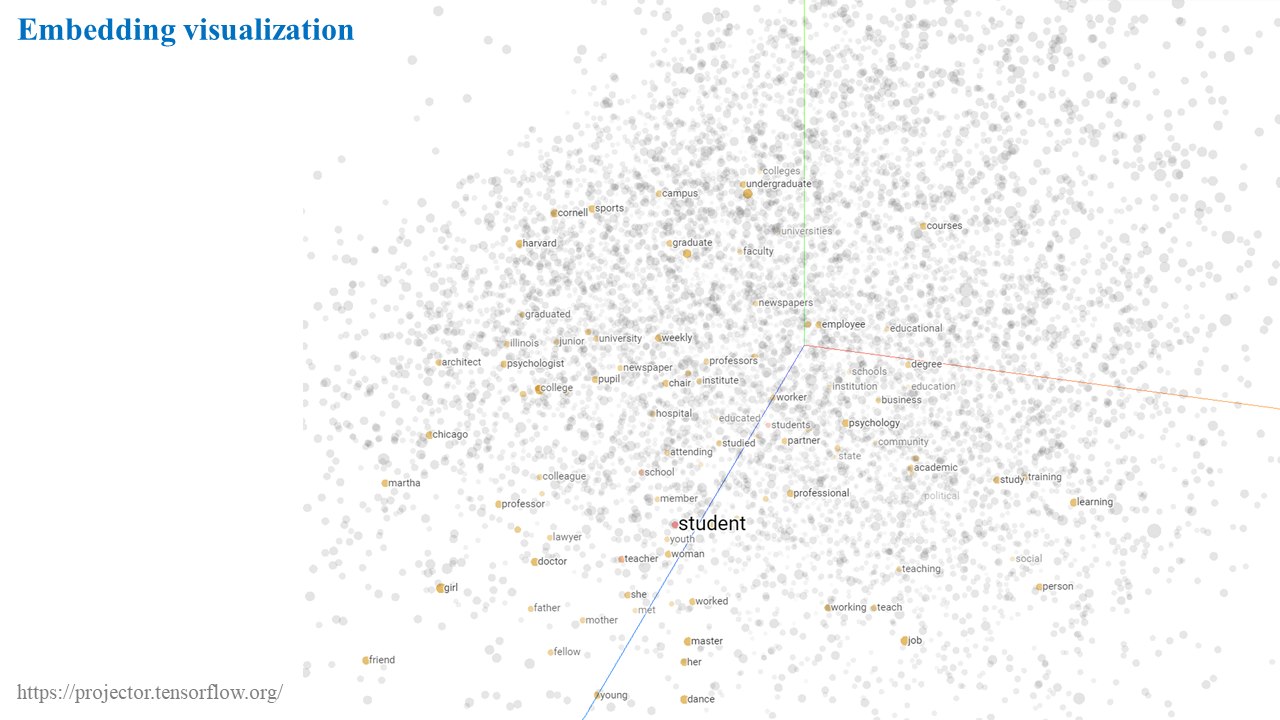 Embedding visualization
colleges
undergraduate
campus
sports
cornell
courses
universities
graduate
harvard
faculty
newspapers
graduated
employee
educational
university
weekly
illinois
junior
professors
architect
psychologist
degree
newspaper
schools
pupil
chair
institute
institution
education
college
worker
business
hospital
educated
psychology
students
chicago
studied
partner
community
attending
state
academic
school
colleague
study
training
martha
professional
political
member
learning
professor
student
lawyer
youth
woman
teacher
social
doctor
teaching
person
girl
she
worked
father
met
working
teach
mother
master
job
fellow
friend
her
https://projector.tensorflow.org/
young
dance